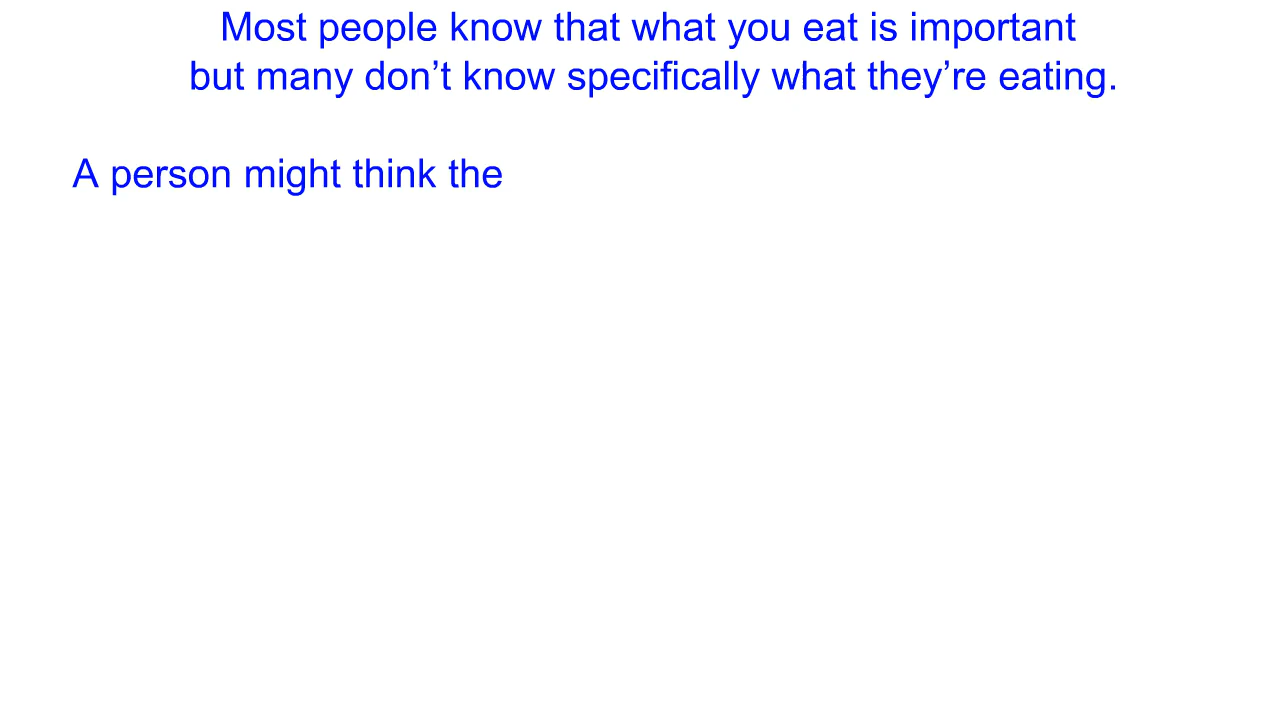 Most people know that what you eat is important
but many don’t know specifically what they’re eating.
A person might think the